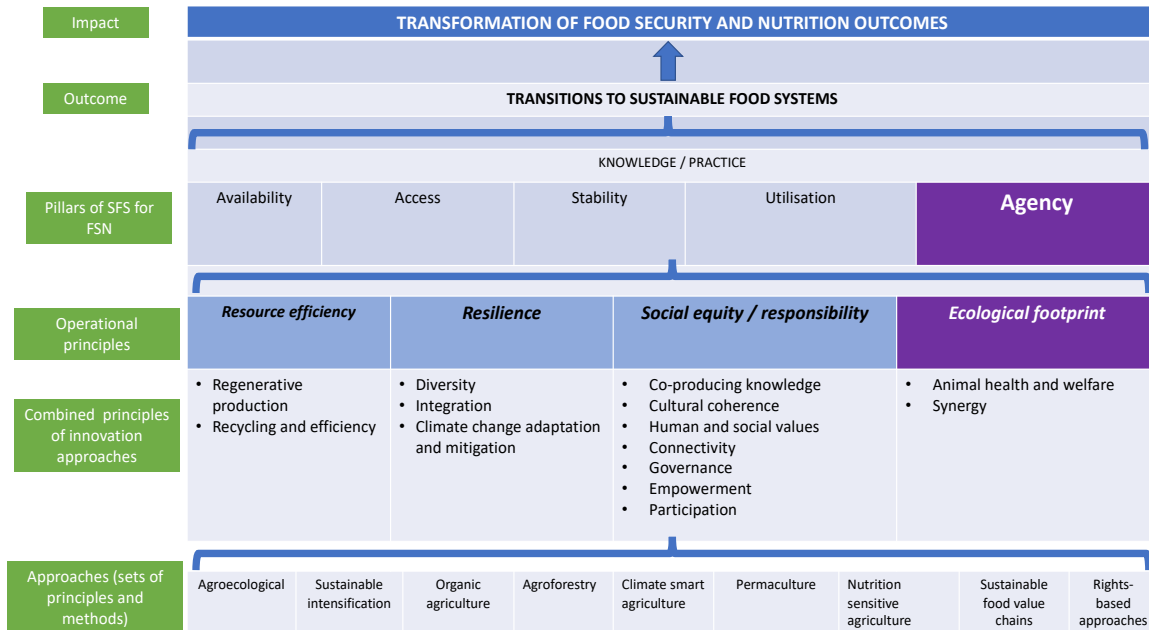 Impact
TRANSFORMATION OF FOOD SECURITY AND NUTRITION OUTCOMES
Outcome
TRANSITIONS TO SUSTAINABLE FOOD SYSTEMS
KNOWLEDGE / PRACTICE
Pillars of SFS for
FSN
Availability
Access
Stability
Utilisation
Agency
Operational
principles
Resource efficiency
Resilience
Social equity / responsibility
Ecological footprint
Combined principles
of innovation
approaches
• Regenerative
production
• Recycling and efficiency
• Diversity
• Integration
• Climate change adaptation
and mitigation
• Co-producing knowledge
• Cultural coherence
• Human and social values
• Connectivity
• Governance
• Empowerment
• Participation
• Animal health and welfare
• Synergy
Approaches (sets of
principles and
methods)
Agroecological
Sustainable
intensification
Organic
agriculture
Agroforestry
Climate smart
agriculture
Permaculture
Nutrition
sensitive
agriculture
Sustainable
food value
chains
Rights-
based
approaches